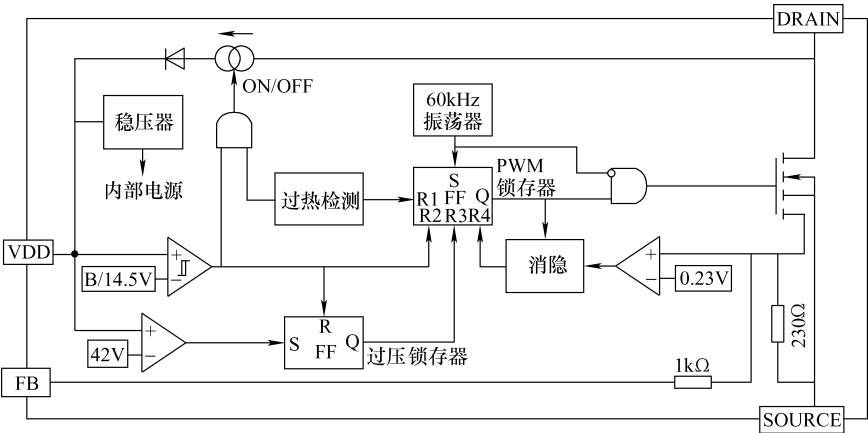 DRAIN
ON/OFF
60kHz
振荡器
稳压器
PWM
锁存器
内部电源
过热检测
S
R1 FF Q
R2 R3 R4
VDD
+
B/14.5V
−
消隐
+
−
0.23V
230Ω
+
42V
−
R
S Q
FF
过压锁存器
1kΩ
FB
SOURCE